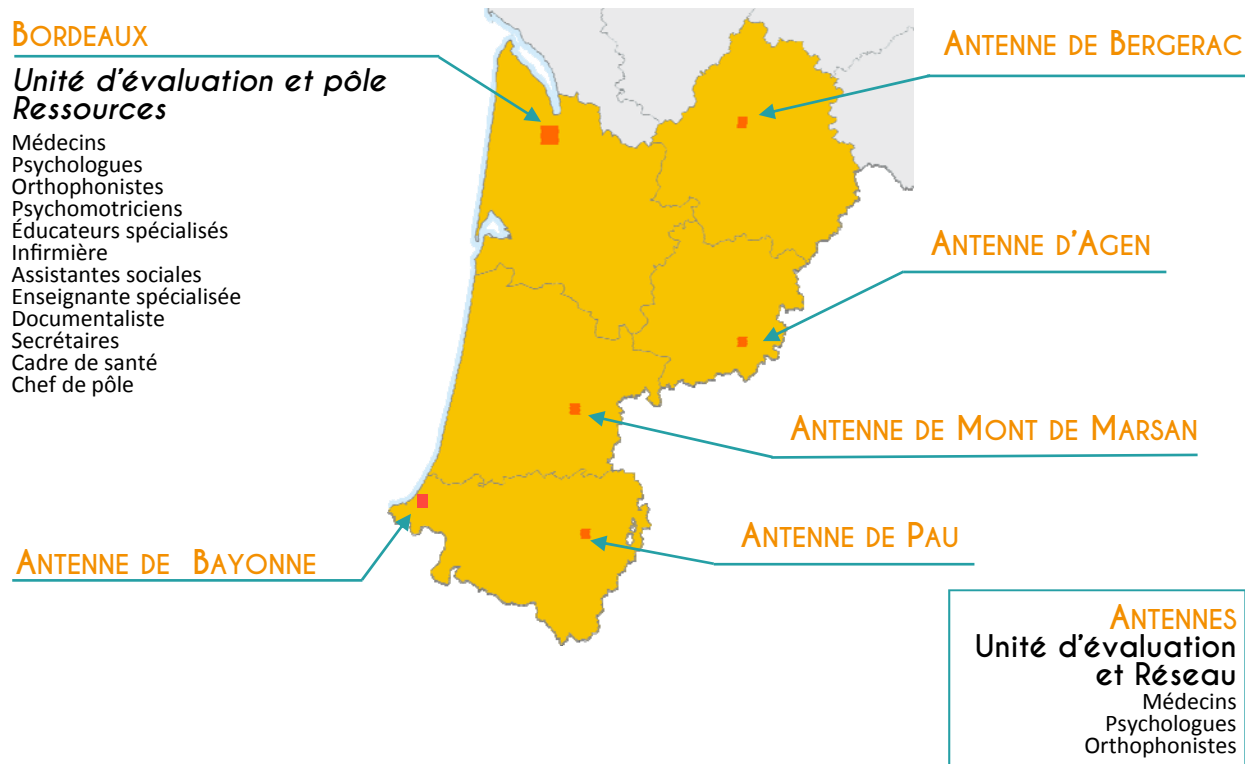 BORDEAUX
Unité d'évaluation et pôle
Ressources
Médecins
Psychologues
Orthophonistes
Psychomotriciens
Éducateurs spécialisés
Infirmière
Assistantes sociales
Enseignante spécialisée
Documentaliste
Secrétaires
Cadre de santé
Chef de pôle
ANTENNE DE BERGERAC
ANTENNE D'AGEN
ANTENNE DE MONT DE MARSAN
ANTENNE DE PAU
ANTENNE DE BAYONNE
ANTENNES
Unité d'évaluation
et Réseau
Médecins
Psychologues
Orthophonistes